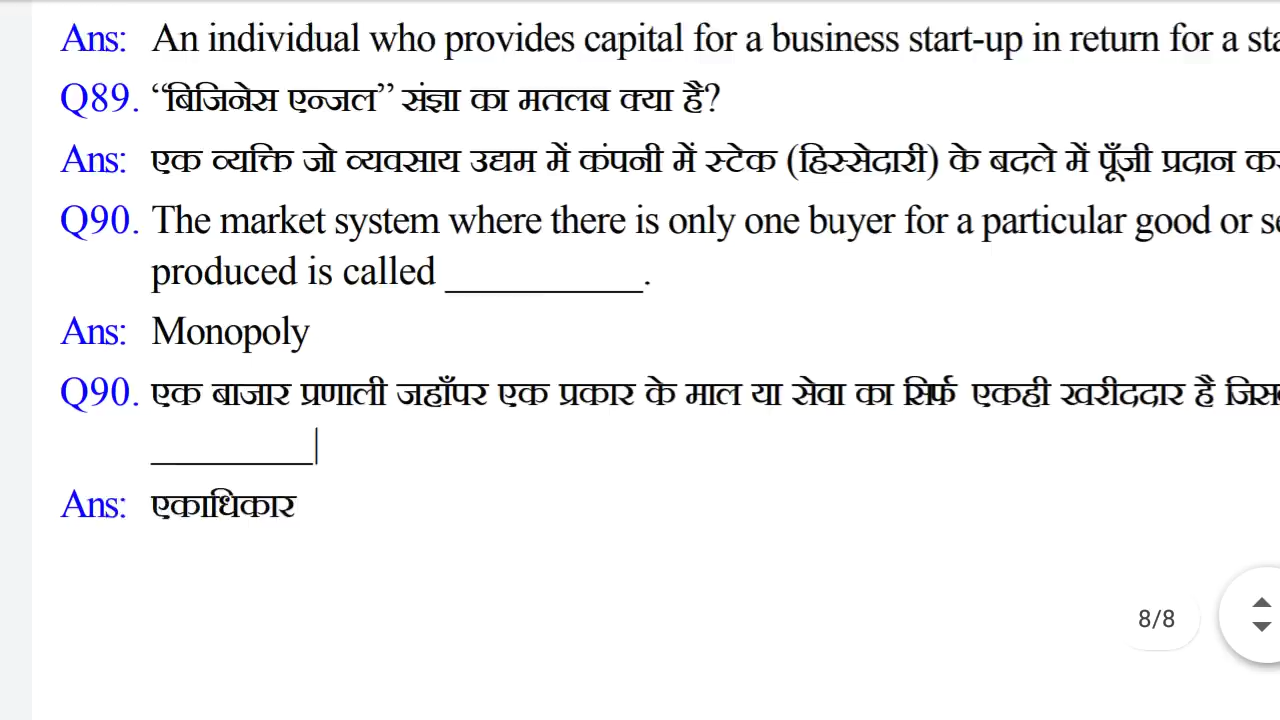 Ans: An individual who provides capital for a business start-up in return for a
Q89. “बिजिनेस एन्जल” संज्ञा का मतलब क्या है?
Ans: एक व्यक्ति जो व्यवसाय उद्यम में कंपनी में स्टेक (हिस्सेदारी) के बदले में पूँजी प्रदान
Q90. The market system where there is only one buyer for a particular good or
produced is called __________.
Ans: Monopoly
Q90. एक बाजार प्रणाली जहाँपर एक प्रकार के माल या सेवा का सिर्फ एकही खरीददार है
________|
Ans: एकाधिकार
8/8